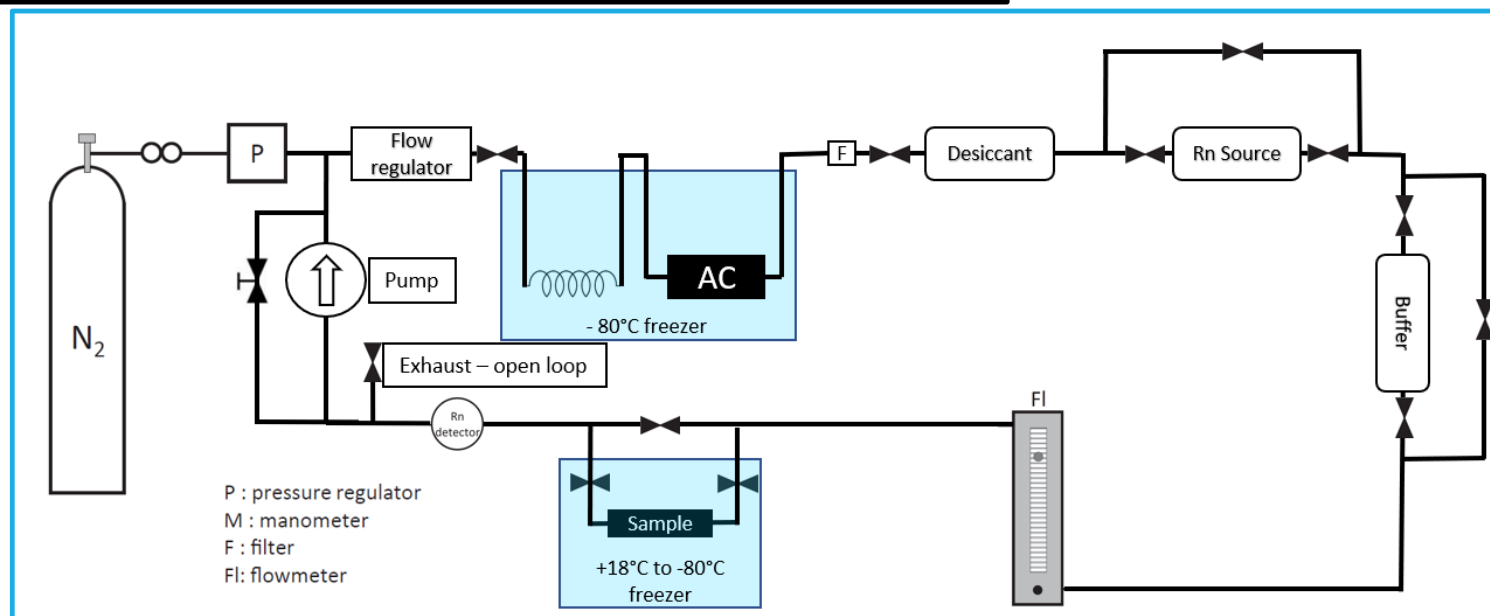 N2
P
Flow
regulator
Pump
AC
- 80°C freezer
F
Desiccant
Rn Source
Buffer
Exhaust – open loop
Rn
detector
Fl
Sample
+18°C to -80°C
freezer
P : pressure regulator
M : manometer
F : filter
Fl: flowmeter